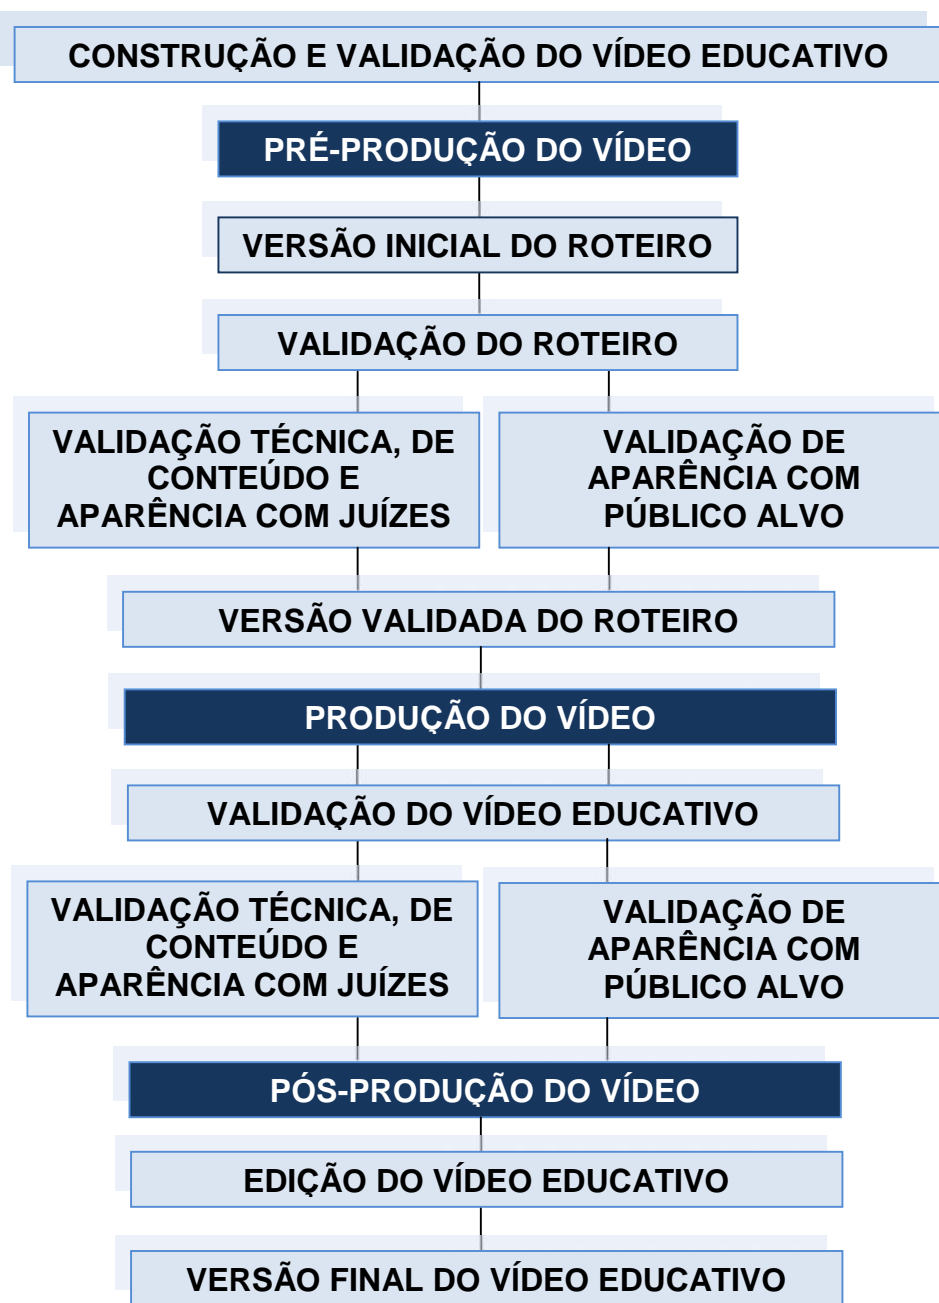 CONSTRUÇÃO E VALIDAÇÃO DO VÍDEO EDUCATIVO
PRÉ-PRODUÇÃO DO VÍDEO
VERSÃO INICIAL DO ROTEIRO
VALIDAÇÃO DO ROTEIRO
VALIDAÇÃO TÉCNICA, DE
CONTEÚDO E
APARÊNCIA COM JUÍZES
VALIDAÇÃO DE
APARÊNCIA COM
PÚBLICO ALVO
VERSÃO VALIDADA DO ROTEIRO
PRODUÇÃO DO VÍDEO
VALIDAÇÃO DO VÍDEO EDUCATIVO
VALIDAÇÃO TÉCNICA, DE
CONTEÚDO E
APARÊNCIA COM JUÍZES
VALIDAÇÃO DE
APARÊNCIA COM
PÚBLICO ALVO
PÓS-PRODUÇÃO DO VÍDEO
EDIÇÃO DO VÍDEO EDUCATIVO
VERSÃO FINAL DO VÍDEO EDUCATIVO